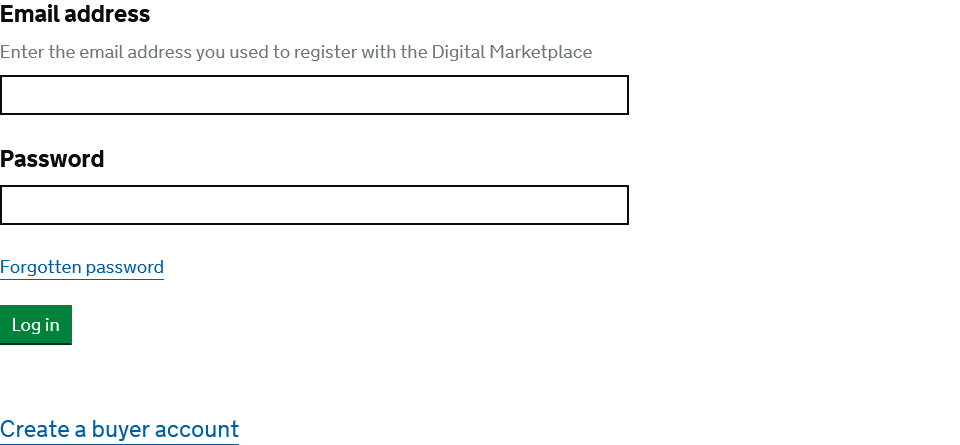 Email address
Enter the email address you used to register with the Digital Marketplace
Password
Forgotten password
Log in
Create a buyer account